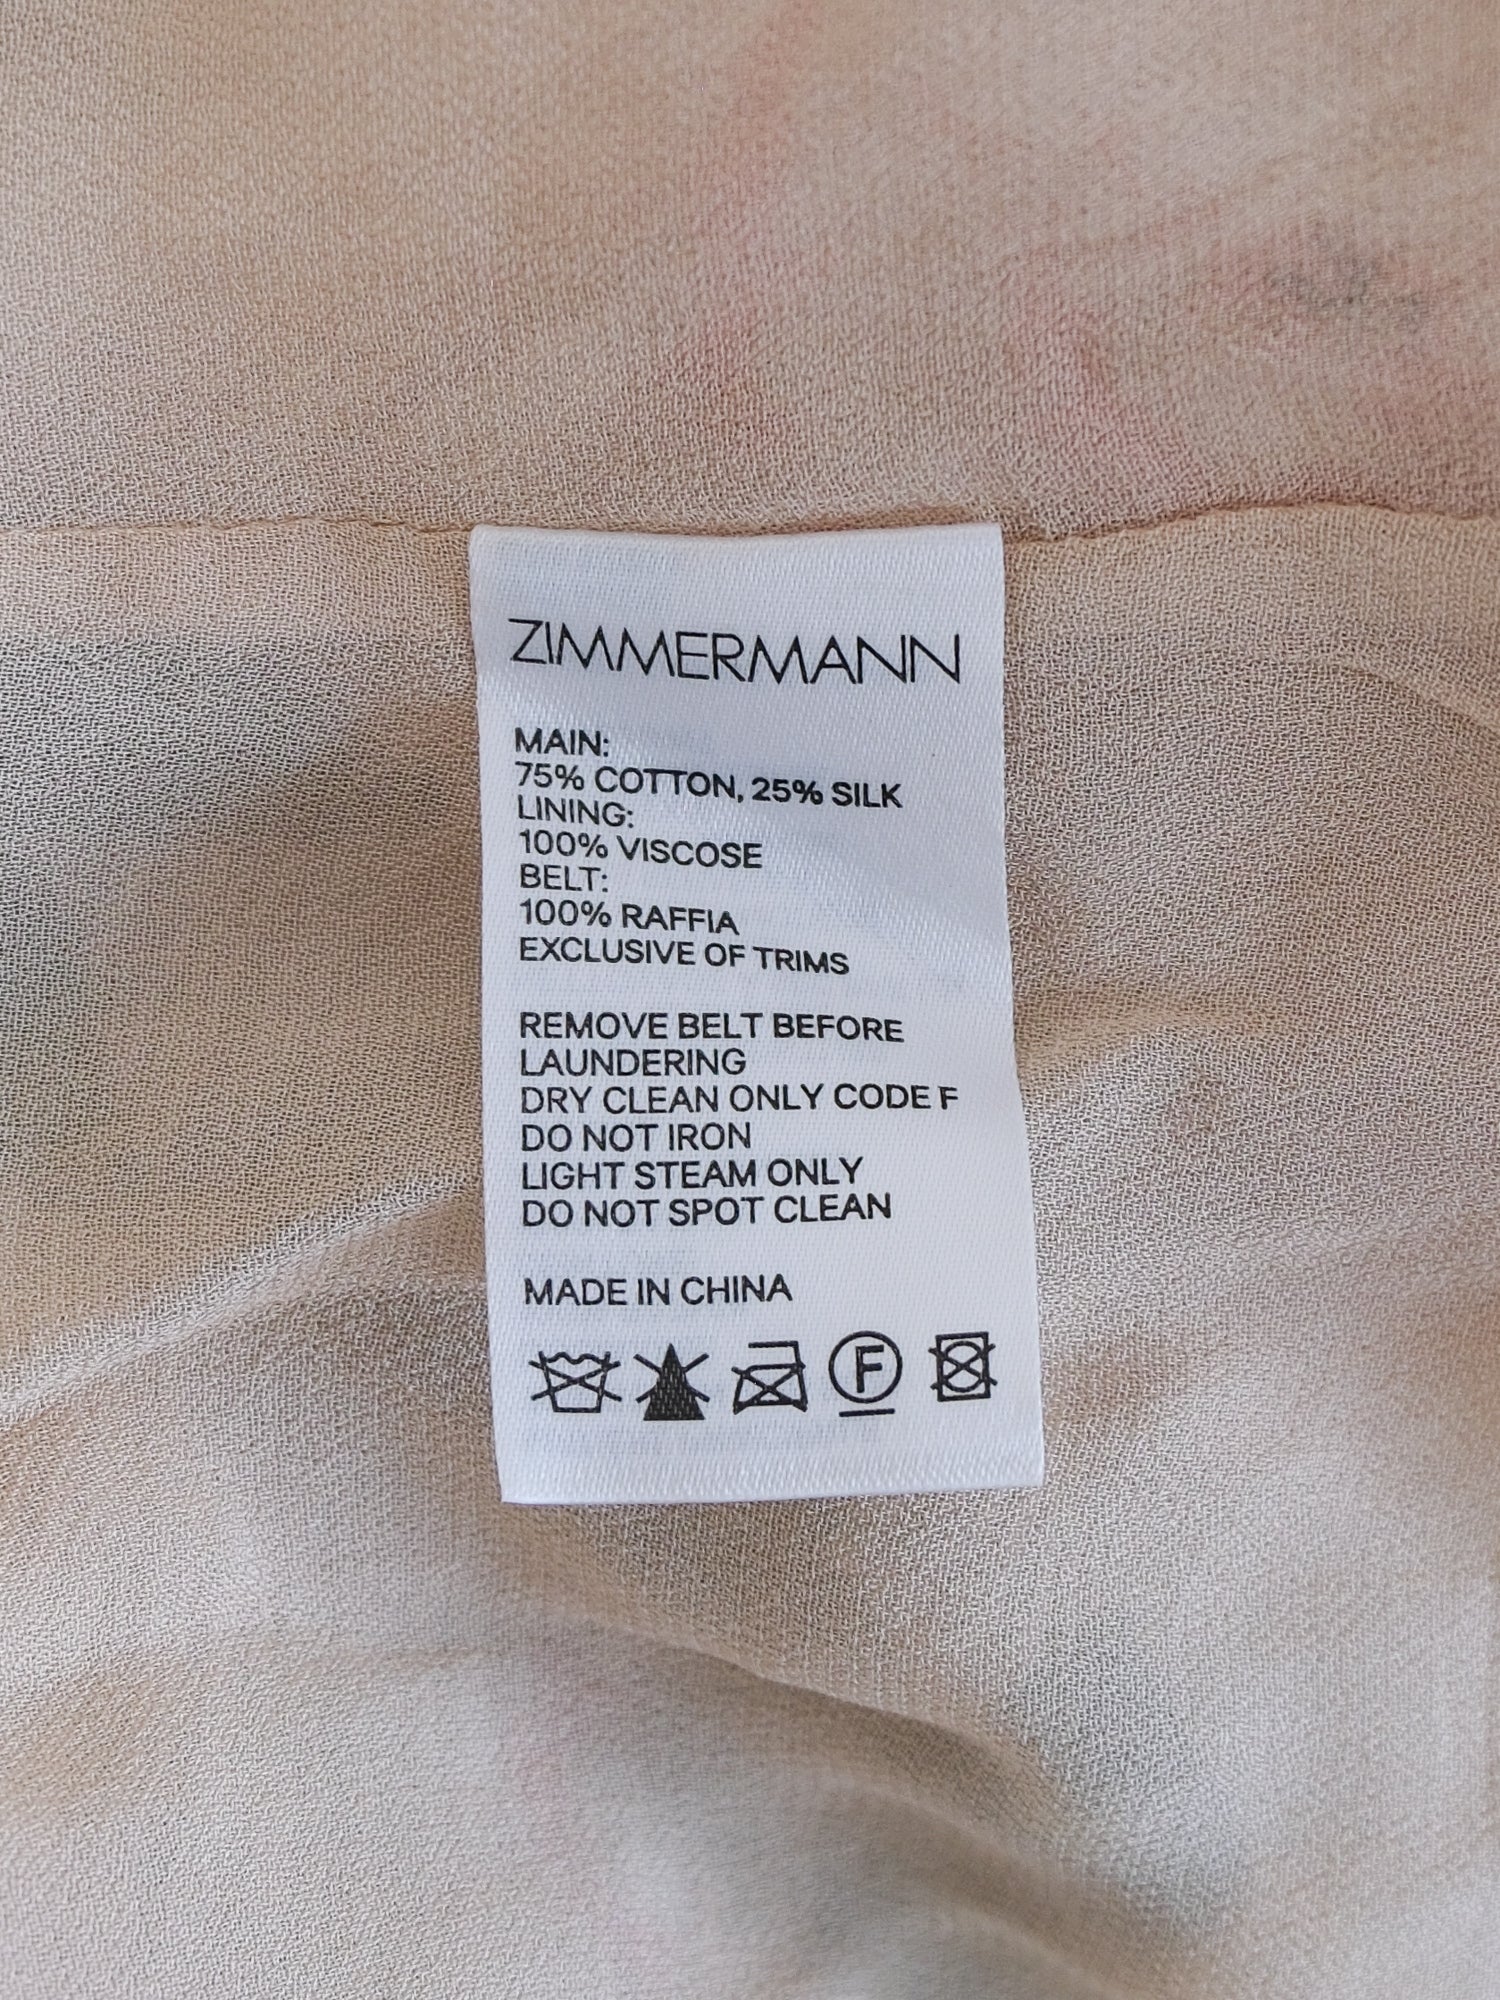 ZIMMERMANN
MAIN:
75% COTTON, 25% SILK
LINING:
100% VISCOSE
BELT:
100% RAFFIA
EXCLUSIVE OF TRIMS
REMOVE BELT BEFORE
LAUNDERING
DRY CLEAN ONLY CODE F
DO NOT IRON
LIGHT STEAM ONLY
DO NOT SPOT CLEAN
MADE IN CHINA
F